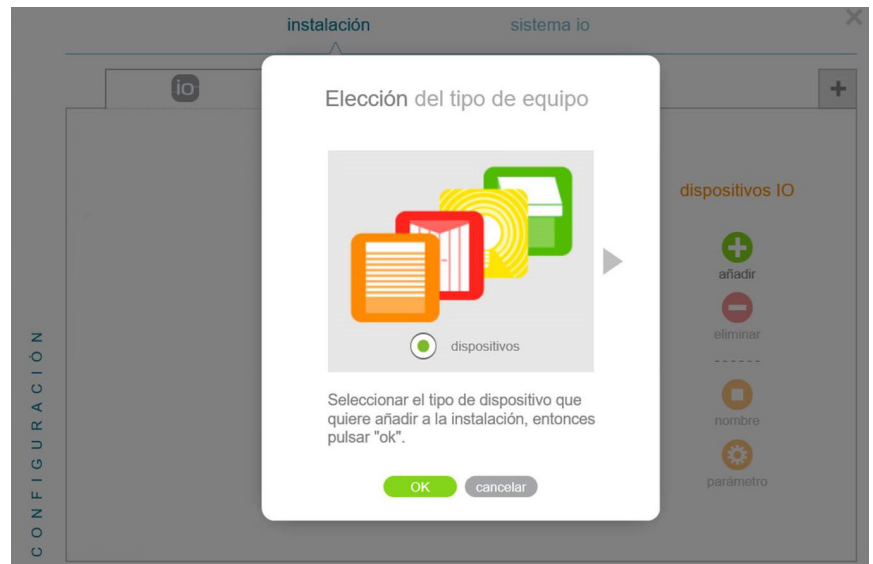 instalación
sistema io
io
Elección del tipo de equipo
dispositivos IO
añadir
eliminar
dispositivos
Seleccionar el tipo de dispositivo que
quiere añadir a la instalación, entonces
pulsar "ok".
nombre
parámetro
OK
cancelar
CONFIGURACIÓN